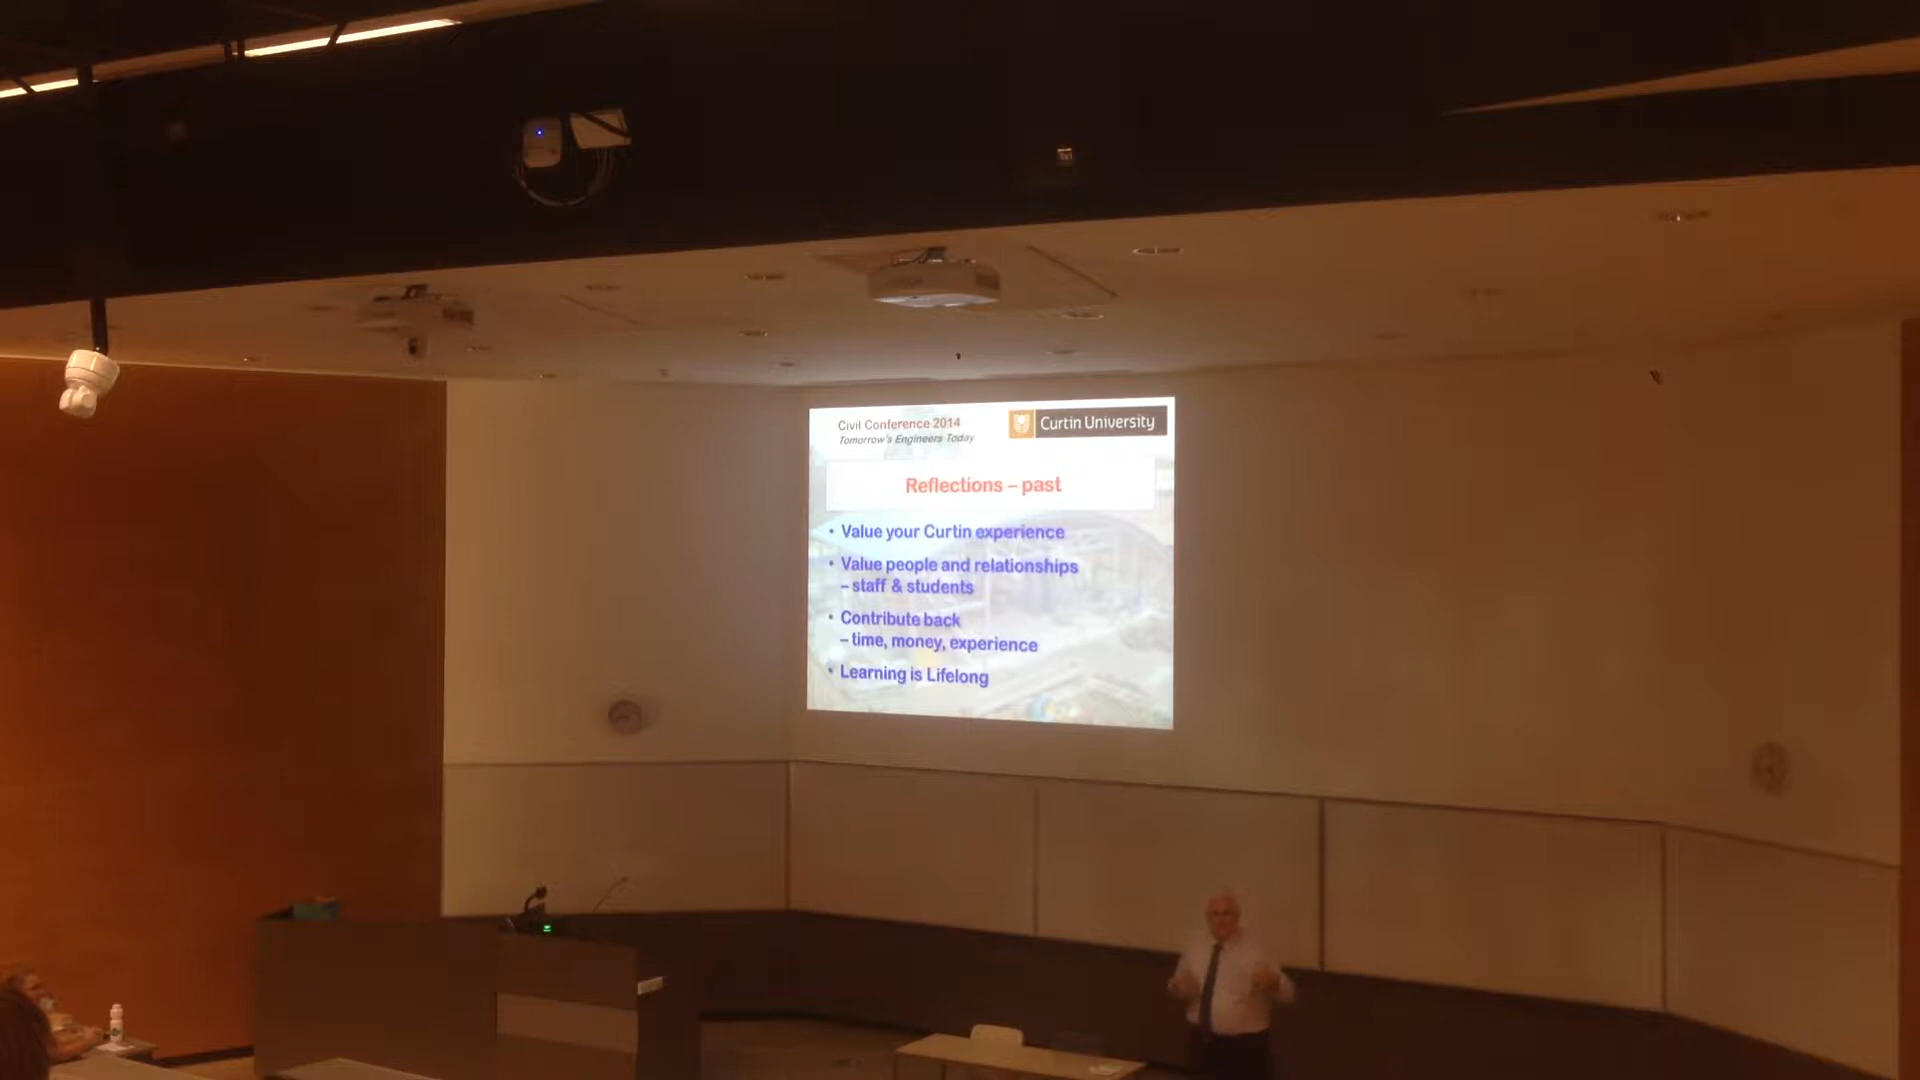 Civil Conference 2014
Tomorrow's Engineers Today
Curtin University
Reflections – past
• Value your Curtin experience
• Value people and relationships
– staff & students
• Contribute back
– time, money, experience
• Learning is Lifelong